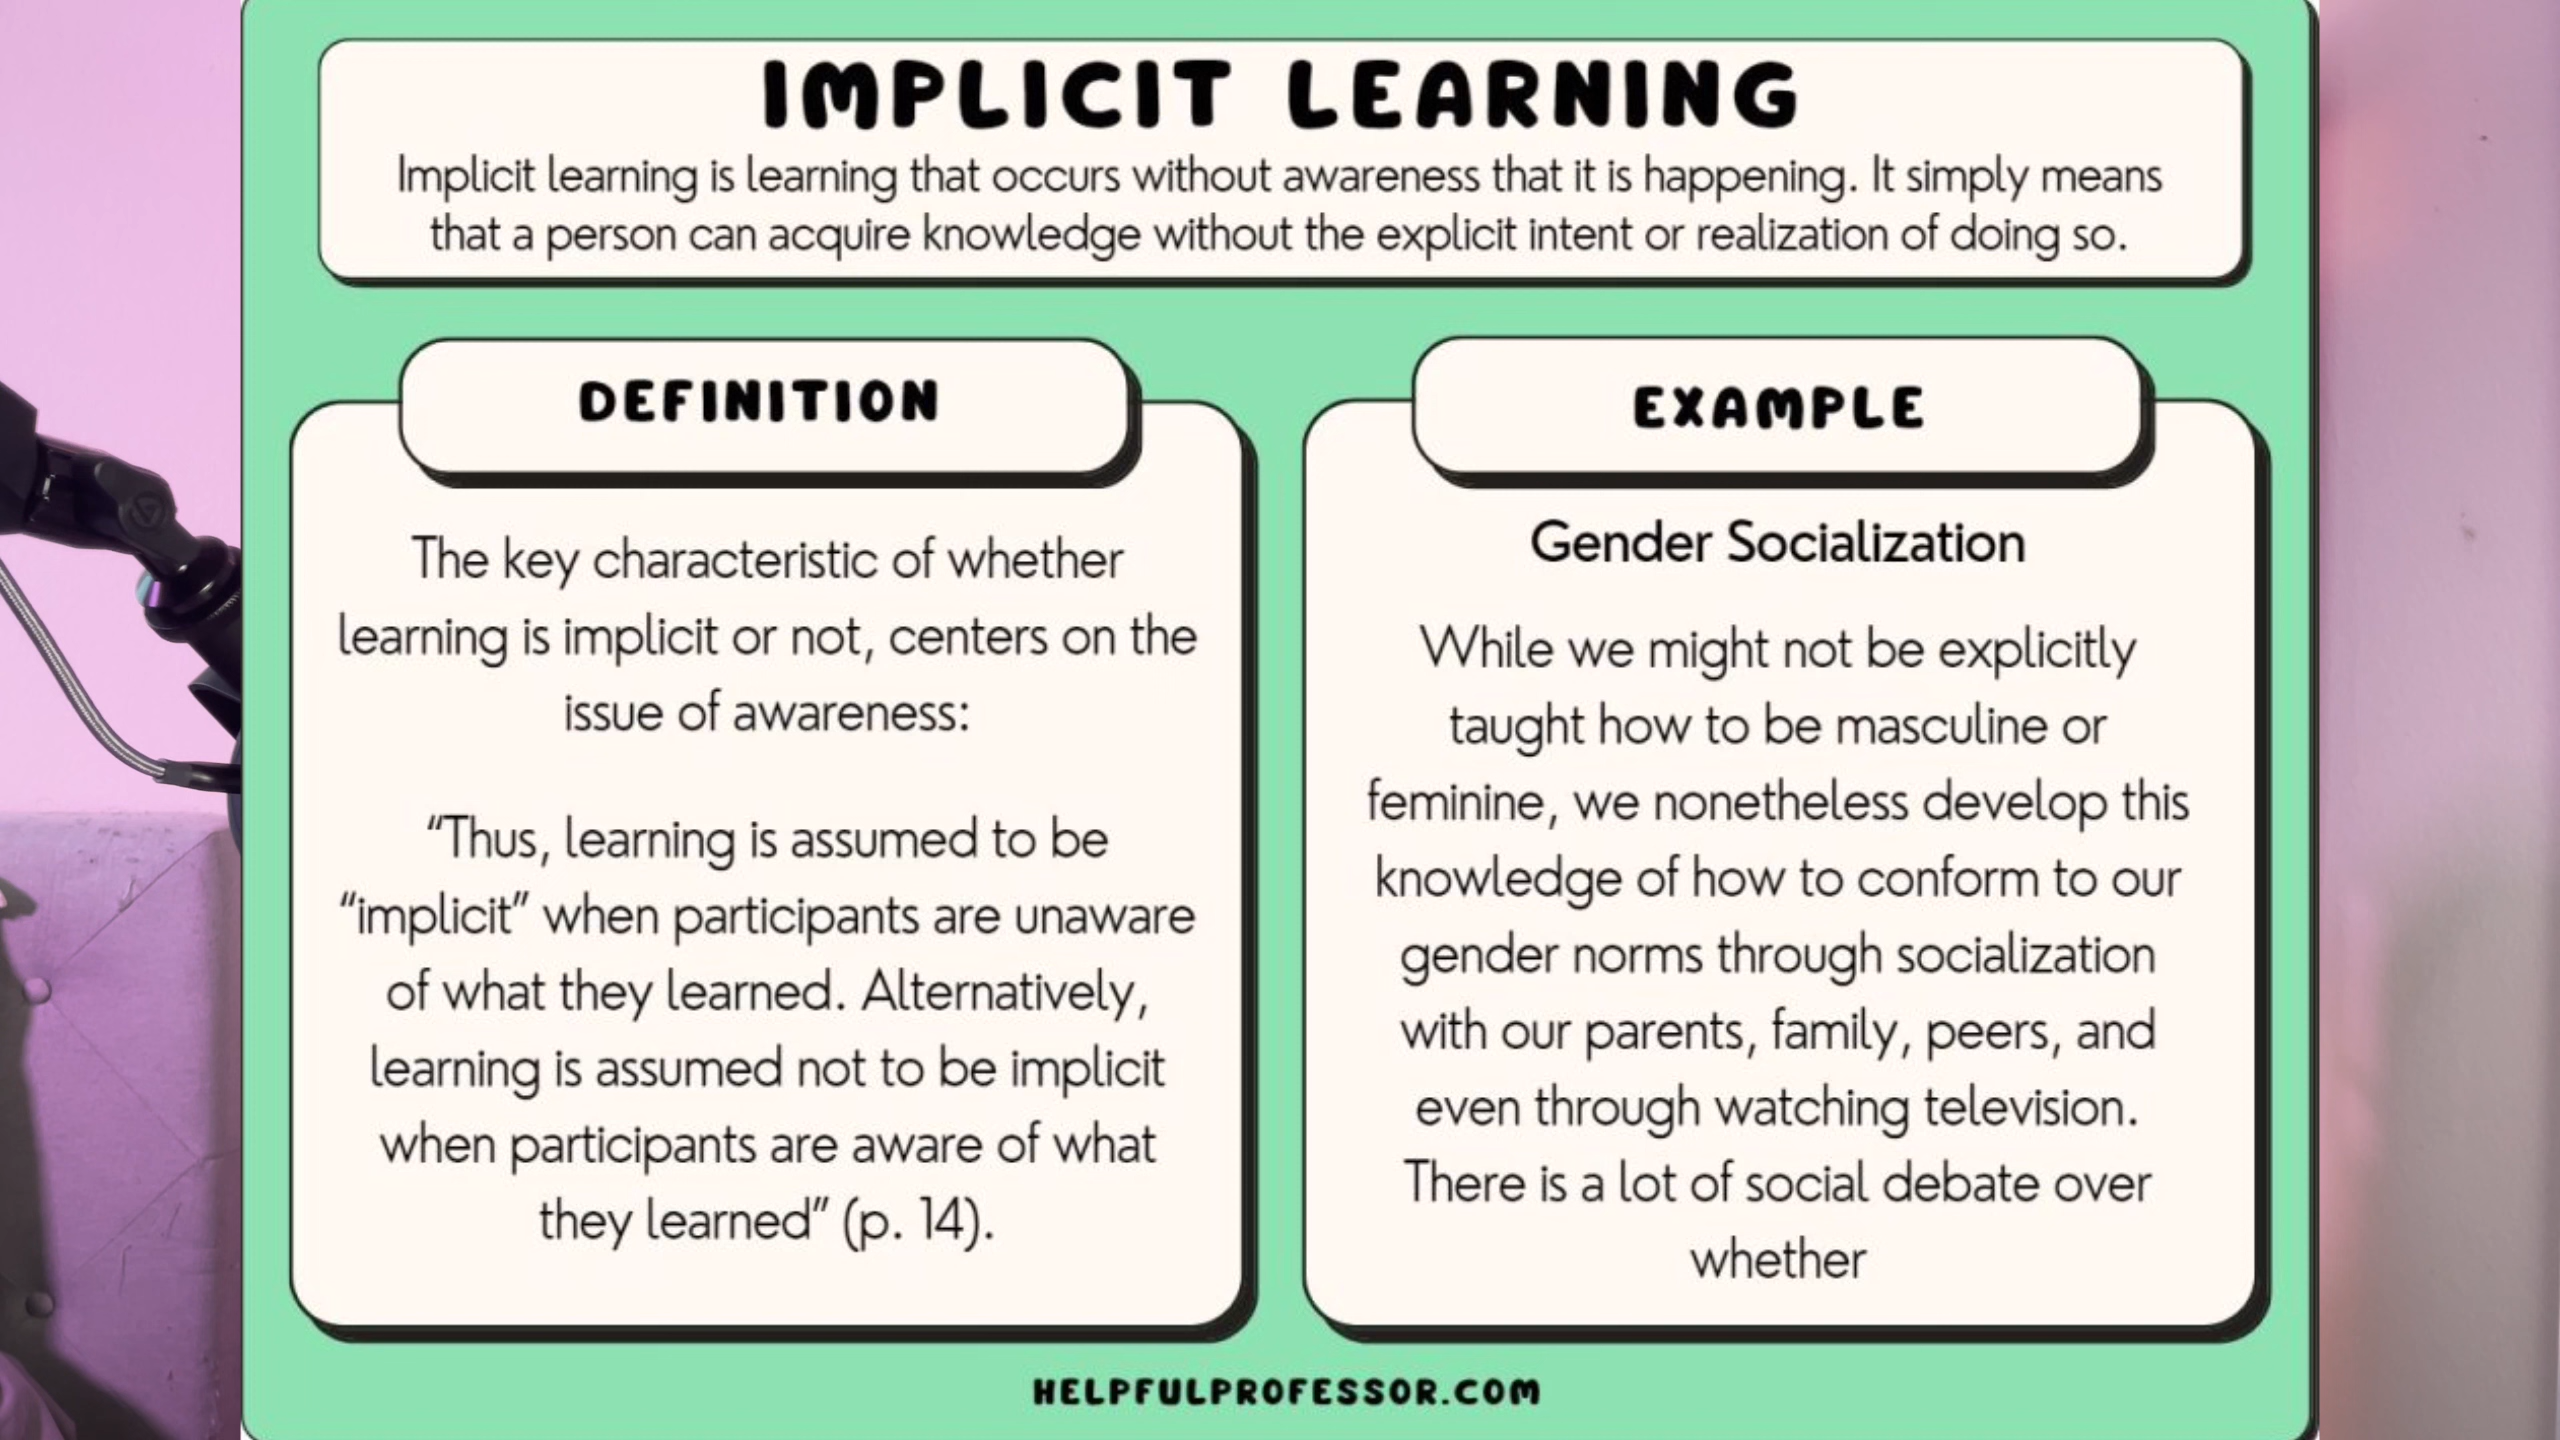 IMPLICIT LEARNING
Implicit learning is learning that occurs without awareness that it is happening. It simply means
that a person can acquire knowledge without the explicit intent or realization of doing so.
DEFINITION
The key characteristic of whether
learning is implicit or not, centers on the
issue of awareness:
“Thus, learning is assumed to be
“implicit” when participants are unaware
of what they learned. Alternatively,
learning is assumed not to be implicit
when participants are aware of what
they learned” (p. 14).
EXAMPLE
Gender Socialization
While we might not be explicitly
taught how to be masculine or
feminine, we nonetheless develop this
knowledge of how to conform to our
gender norms through socialization
with our parents, family, peers, and
even through watching television.
There is a lot of social debate over
whether
HELPFULPROFESSOR.COM